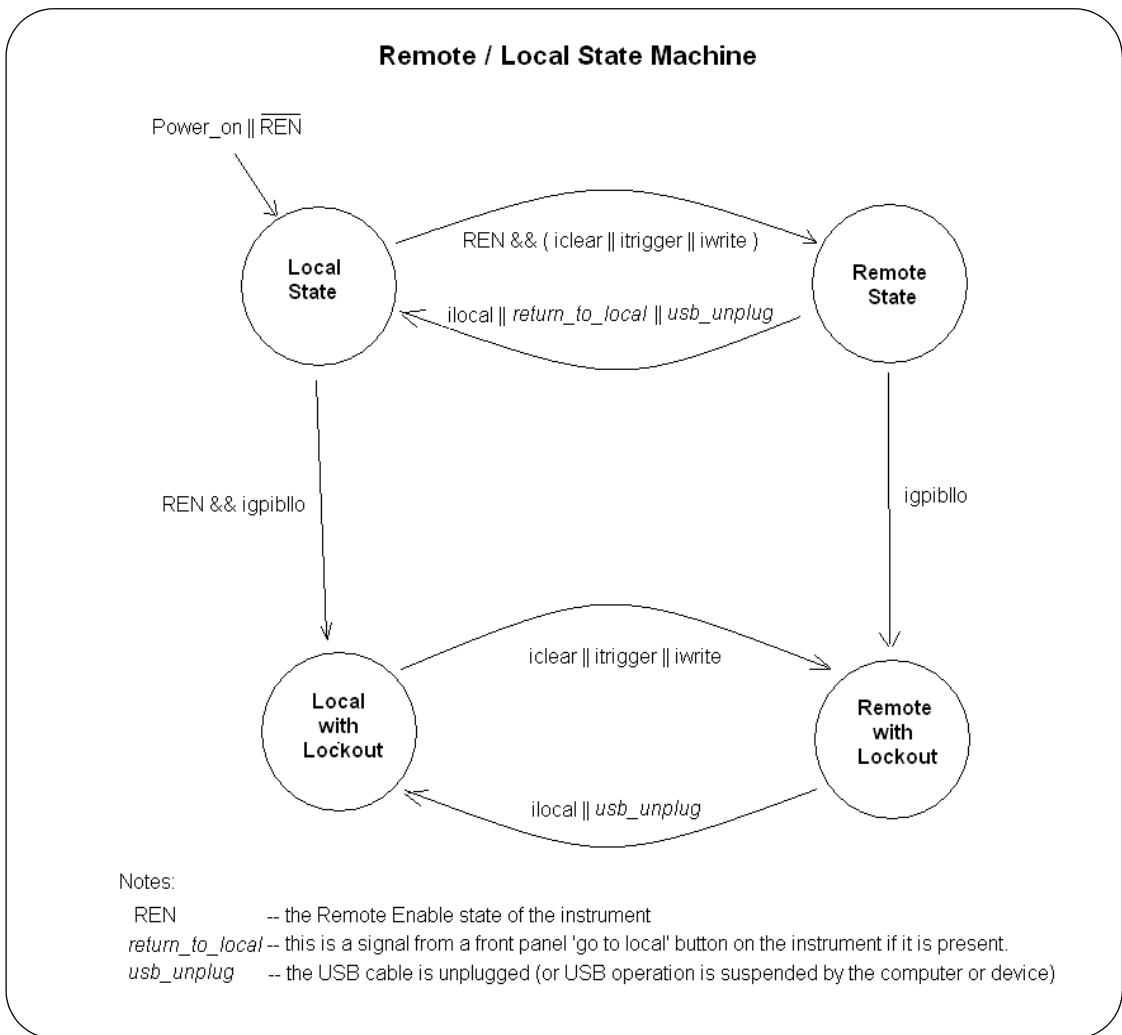 Remote / Local State Machine
Power_on || R̅E̅N̅
REN && ( iclear || itrigger || iwrite )
Local
State
Remote
State
ilocal || return_to_local || usb_unplug
REN && igpibllo
igpibllo
iclear || itrigger || iwrite
Local
with
Lockout
Remote
with
Lockout
ilocal || usb_unplug
Notes:
REN -- the Remote Enable state of the instrument
return_to_local -- this is a signal from a front panel 'go to local' button on the instrument if it is present.
usb_unplug -- the USB cable is unplugged (or USB operation is suspended by the computer or device)